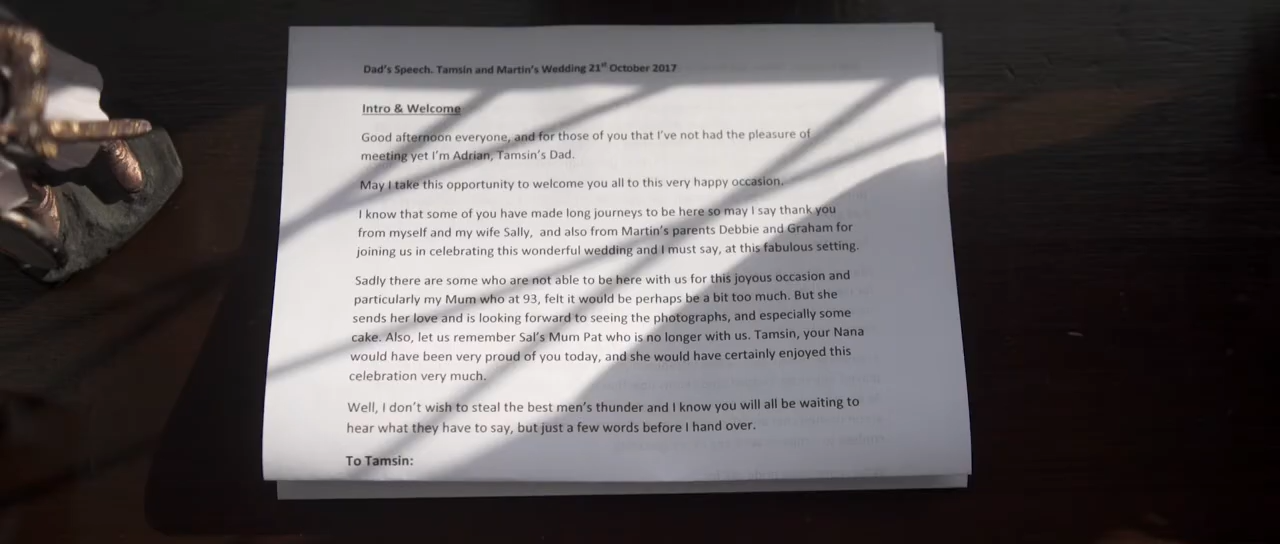 Dad's Speech. Tamsin and Martin's Wedding 21st October 2017
Intro & Welcome
Good afternoon everyone, and for those of you that I've not had the pleasure of
meeting yet I'm Adrian, Tamsin's Dad.
May I take this opportunity to welcome you all to this very happy occasion.
I know that some of you have made long journeys to be here so may I say thank you
from myself and my wife Sally, and also from Martin's parents Debbie and Graham for
joining us in celebrating this wonderful wedding and I must say, at this fabulous setting.
Sadly there are some who are not able to be here with us for this joyous occasion and
particularly my Mum who at 93, felt it would be perhaps be a bit too much. But she
sends her love and is looking forward to seeing the photographs, and especially some
cake. Also, let us remember Sal's Mum Pat who is no longer with us. Tamsin, your Nana
would have been very proud of you today, and she would have certainly enjoyed this
celebration very much.
Well, I don't wish to steal the best men's thunder and I know you will all be waiting to
hear what they have to say, but just a few words before I hand over.
To Tamsin: